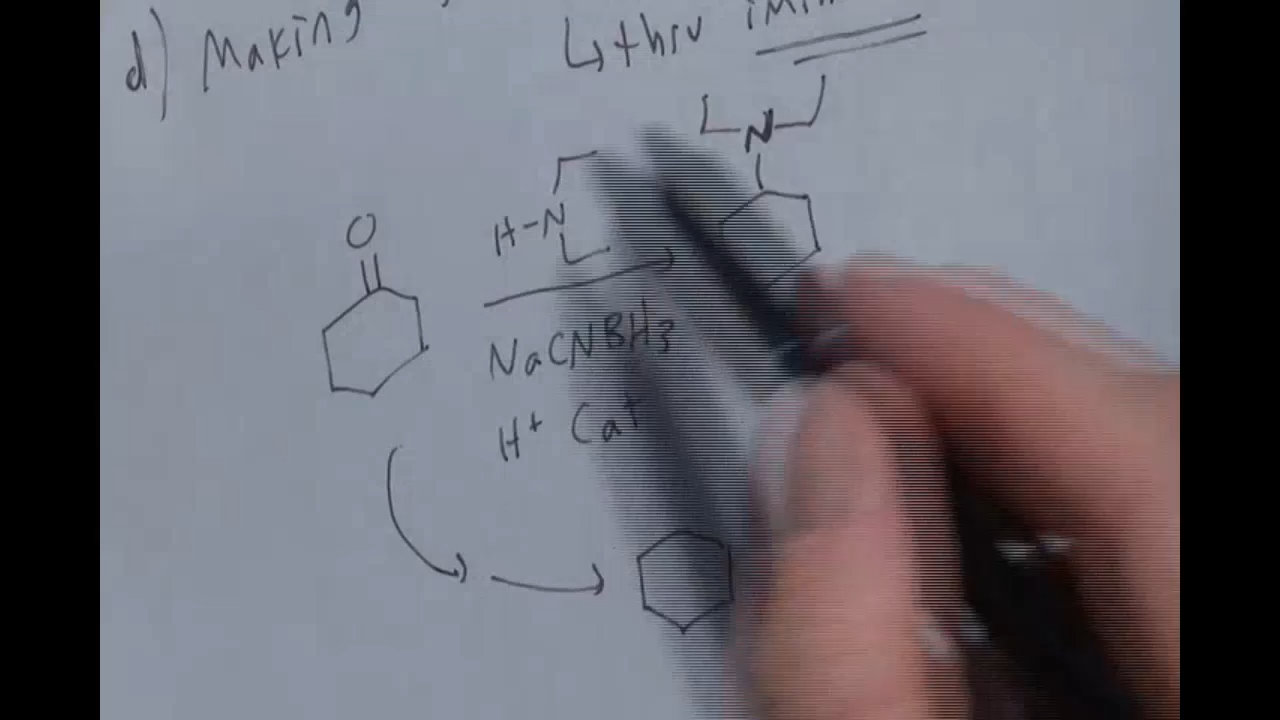 d) Making
↳ thru
N
O
H-N
NaCNBH3
H+ Cat